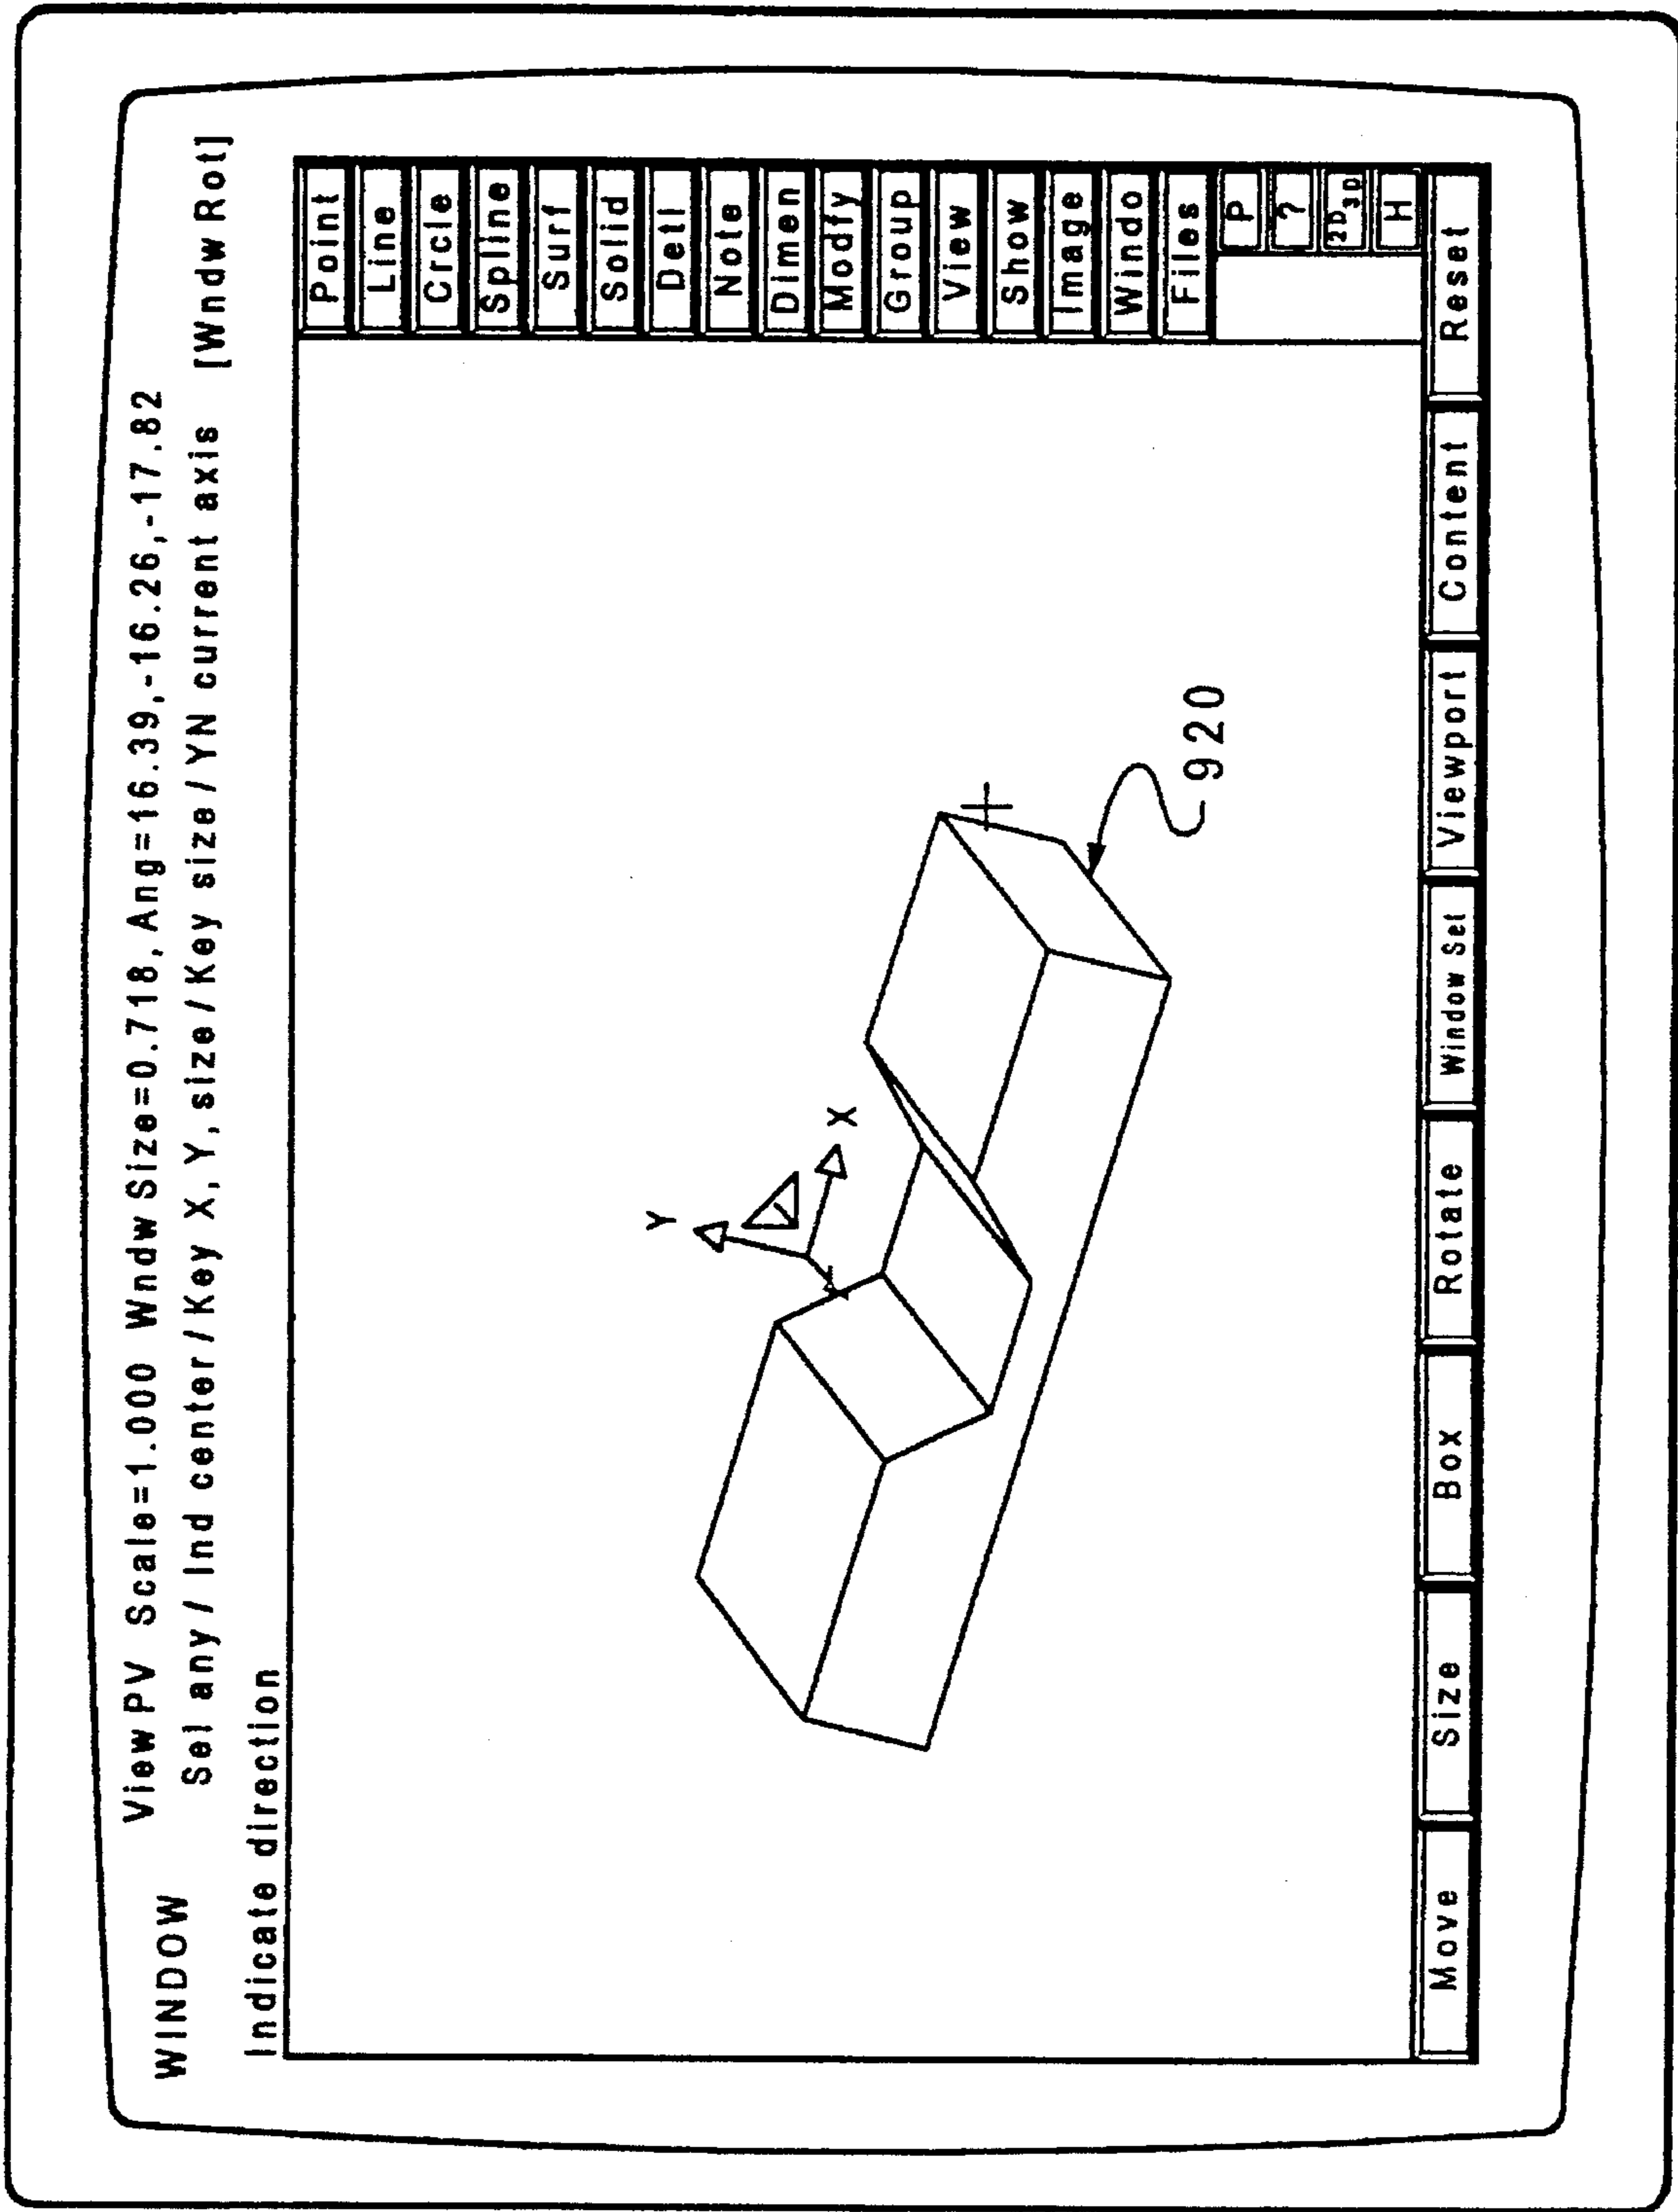 WINDOW View PV Scale=1.000 Wndw Size=0.718, Ang=16.39,-16.26,-17.82
Sel any / Ind center / Key X, Y, size / Key size / YN current axis [Wndw Rot]
Indicate direction
Point
Line
Crcle
Spline
Surf
Solid
Detl
Note
Dimen
Modfy
Group
View
Show
Image
Windo
Files
P
?
2D3D
H
Y
X
920
Move Size Box Rotate Window Set Viewport Content Reset